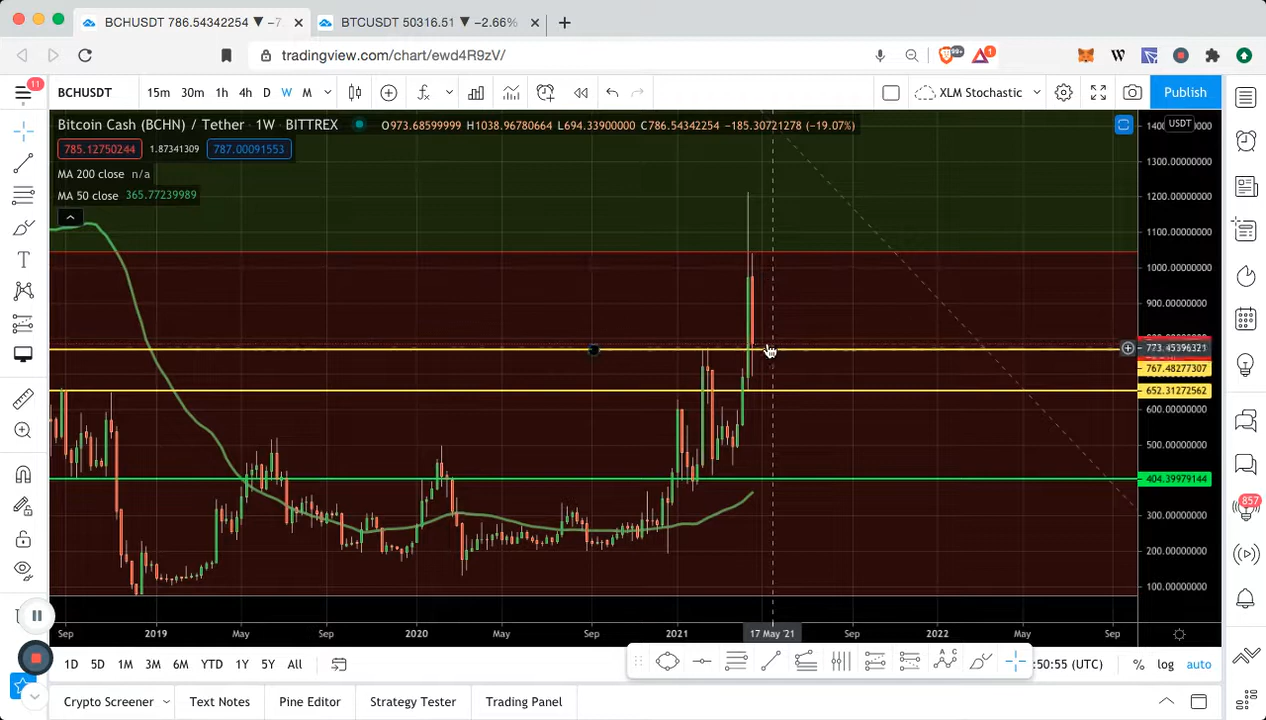 BCHUSDT 786.54342254 ▼ −7
BTCUSDT 50316.51 ▼ −2.66%
tradingview.com/chart/ewd4R9zV/
99+
1
11
BCHUSDT
15m 30m 1h 4h D W M
XLM Stochastic
Publish
Bitcoin Cash (BCHN) / Tether · 1W · BITTREX
O973.68599999 H1038.96780664 L694.33900000 C786.54342254 −185.30721278 (−19.07%)
USDT
785.12750244 1.87341309 787.00091553
MA 200 close n/a
MA 50 close 365.77239989
1300.00000000
1200.00000000
1100.00000000
1000.00000000
900.00000000
773.45396321
767.48277307
652.31272562
600.00000000
500.00000000
404.39979144
300.00000000
200.00000000
100.00000000
857
Sep 2019 May Sep 2020 May Sep 2021 17 May '21 Sep 2022 May Sep
1D 5D 1M 3M 6M YTD 1Y 5Y All
:50:55 (UTC) % log auto
Crypto Screener Text Notes Pine Editor Strategy Tester Trading Panel